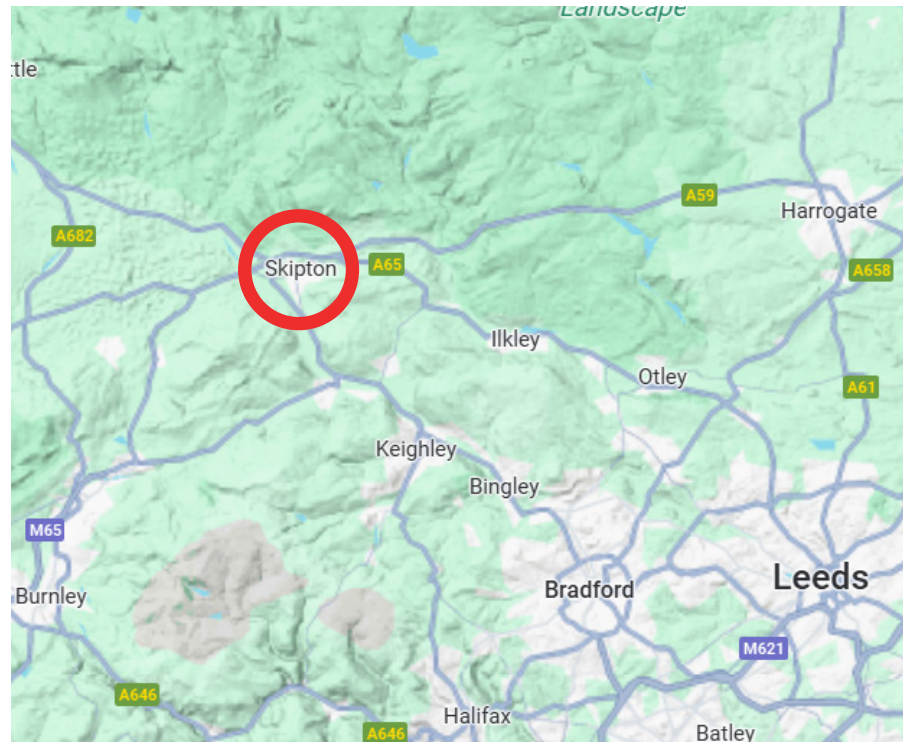 Landscape
ttle
A59
Harrogate
A682
Skipton
A65
A658
Ilkley
Otley
A61
Keighley
Bingley
M65
Burnley
Bradford
Leeds
M621
A646
Halifax
A646
Batley